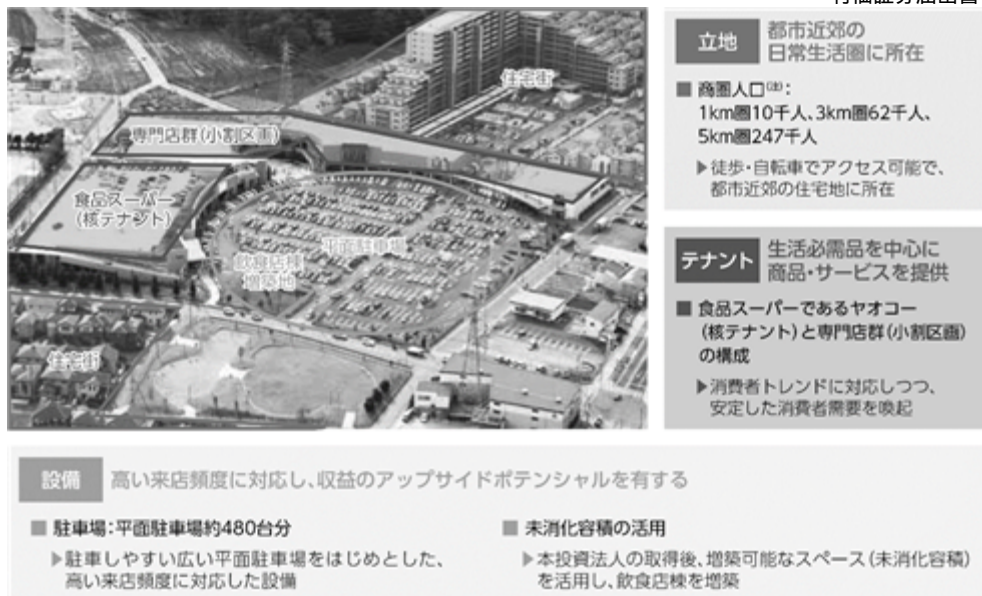 有価証券届出書
専門店群(小割区画)
住宅街
食品スーパー
(核テナント)
平面駐車場
飲食店棟
増築地
住宅街
立地
都市近郊の
日常生活圏に所在
■ 商圏人口(注):
1km圏10千人、3km圏62千人、
5km圏247千人
▶徒歩・自転車でアクセス可能で、
都市近郊の住宅地に所在
テナント
生活必需品を中心に
商品・サービスを提供
■ 食品スーパーであるヤオコー
(核テナント)と専門店群(小割区画)
の構成
▶消費者トレンドに対応しつつ、
安定した消費者需要を喚起
設備
高い来店頻度に対応し、収益のアップサイドポテンシャルを有する
■ 駐車場:平面駐車場約480台分
▶駐車しやすい広い平面駐車場をはじめとした、
高い来店頻度に対応した設備
■ 未消化容積の活用
▶本投資法人の取得後、増築可能なスペース(未消化容積)
を活用し、飲食店棟を増築